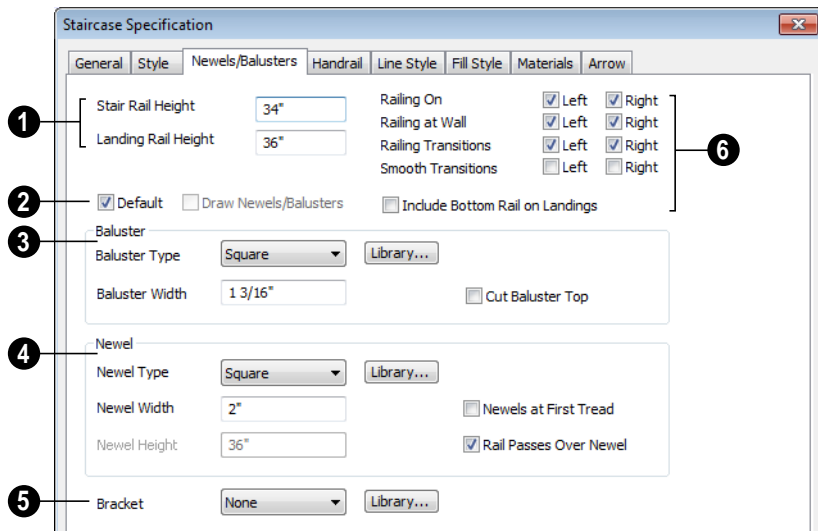 Staircase Specification
General Style Newels/Balusters Handrail Line Style Fill Style Materials Arrow
1 Stair Rail Height 34"
Landing Rail Height 36"
Railing On Left Right
Railing at Wall Left Right
Railing Transitions Left Right
Smooth Transitions Left Right
6
2 Default Draw Newels/Balusters Include Bottom Rail on Landings
3 Baluster
Baluster Type Square Library...
Baluster Width 1 3/16" Cut Baluster Top
4 Newel
Newel Type Square Library...
Newel Width 2" Newels at First Tread
Newel Height 36" Rail Passes Over Newel
5 Bracket None Library...